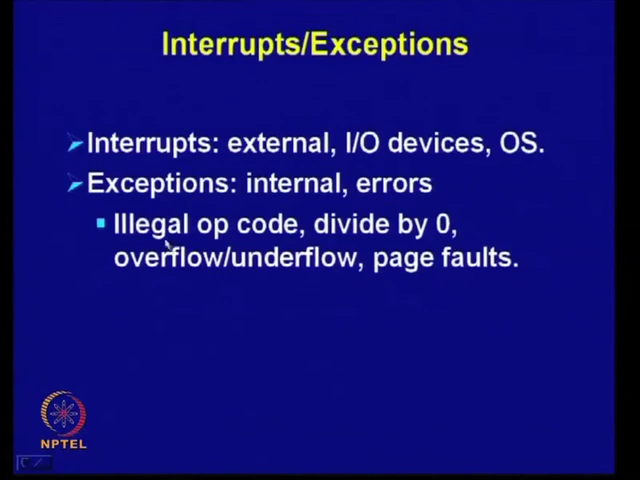 Interrupts/Exceptions
Interrupts: external, I/O devices, OS.
Exceptions: internal, errors
Illegal op code, divide by 0,
overflow/underflow, page faults.
NPTEL